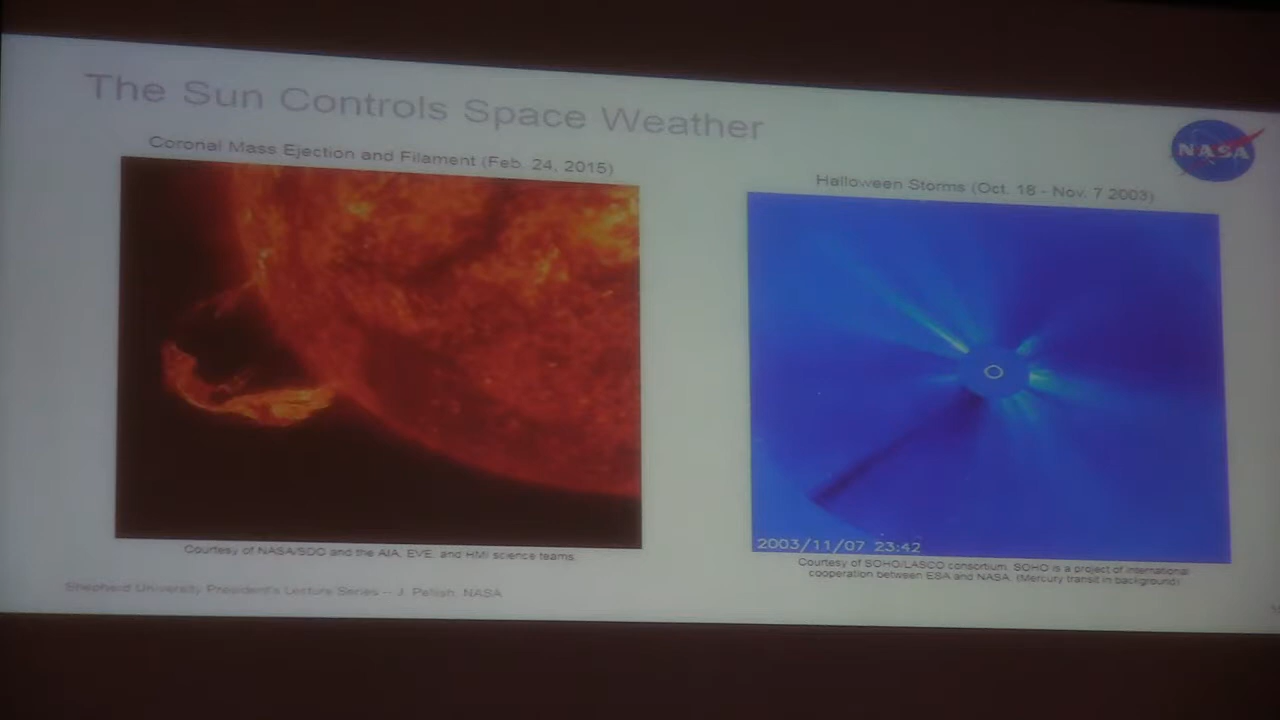 The Sun Controls Space Weather
NASA
Coronal Mass Ejection and Filament (Feb. 24, 2015)
Halloween Storms (Oct. 18 - Nov. 7 2003)
2003/11/07 23:42
Courtesy of NASA/SDO and the AIA, EVE, and HMI science teams.
Courtesy of SOHO/LASCO consortium. SOHO is a project of international
cooperation between ESA and NASA. (Mercury transit in background)
Shepherd University President's Lecture Series -- J. Pellish, NASA